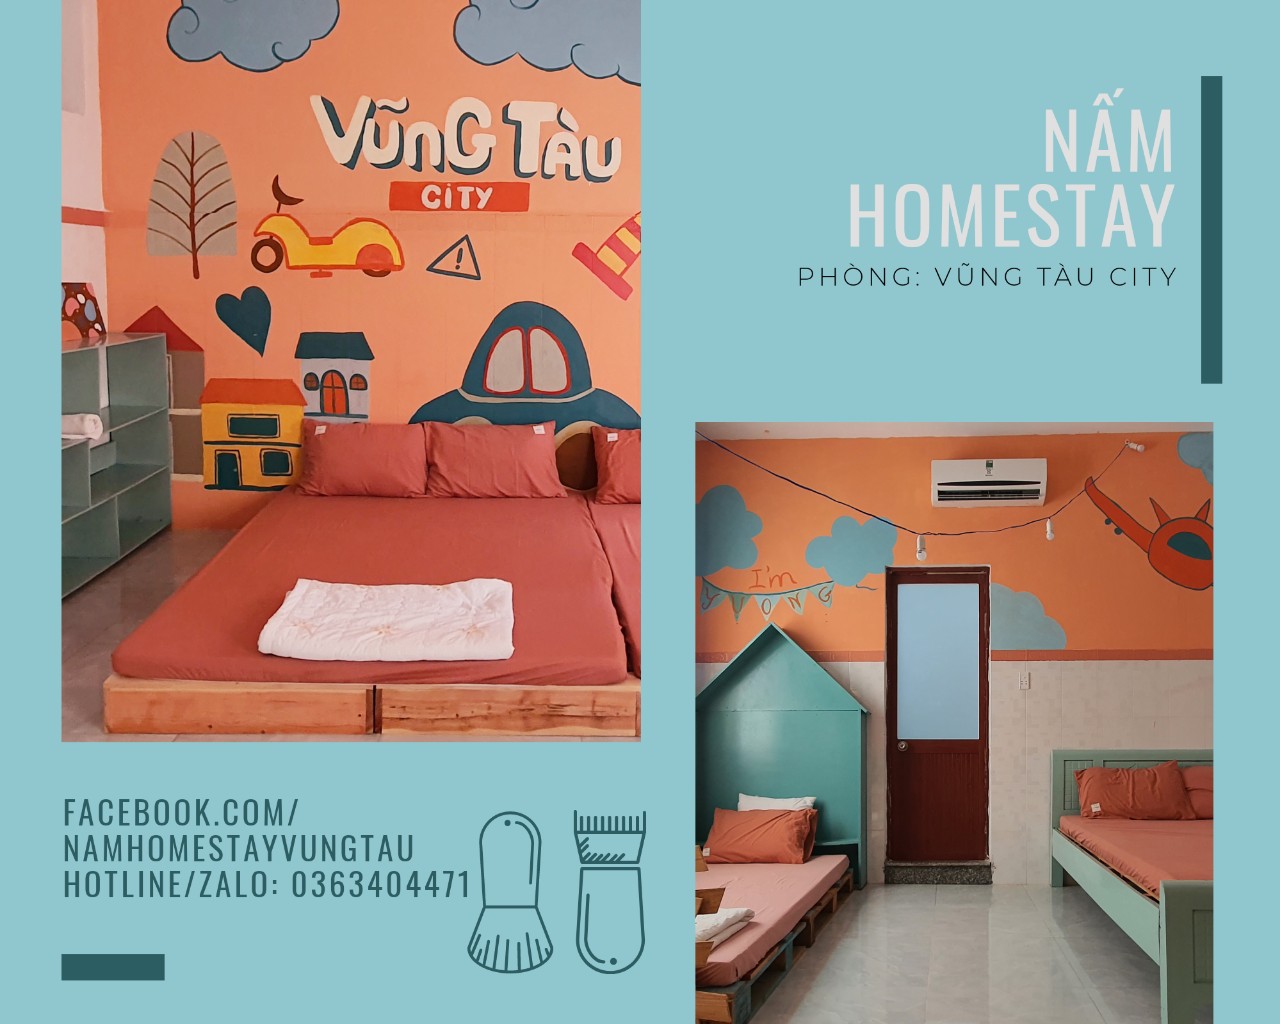 VũnG Tàu
CiTY
NẤM
HOMESTAY
PHÒNG: VŨNG TÀU CITY
I'm
FACEBOOK.COM/
NAMHOMESTAYVUNGTAU
HOTLINE/ZALO: 0363404471